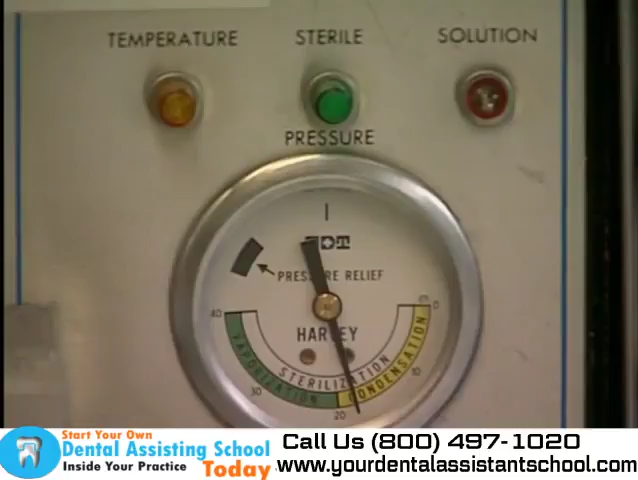 TEMPERATURE STERILE SOLUTION
PRESSURE
PRESSURE RELIEF
40 0
HARVEY
VAPORIZATION STERILIZATION CONDENSATION
30 20 10
Start Your Own
Dental Assisting School
Inside Your Practice Today
Call Us (800) 497-1020
www.yourdentalassistantschool.com